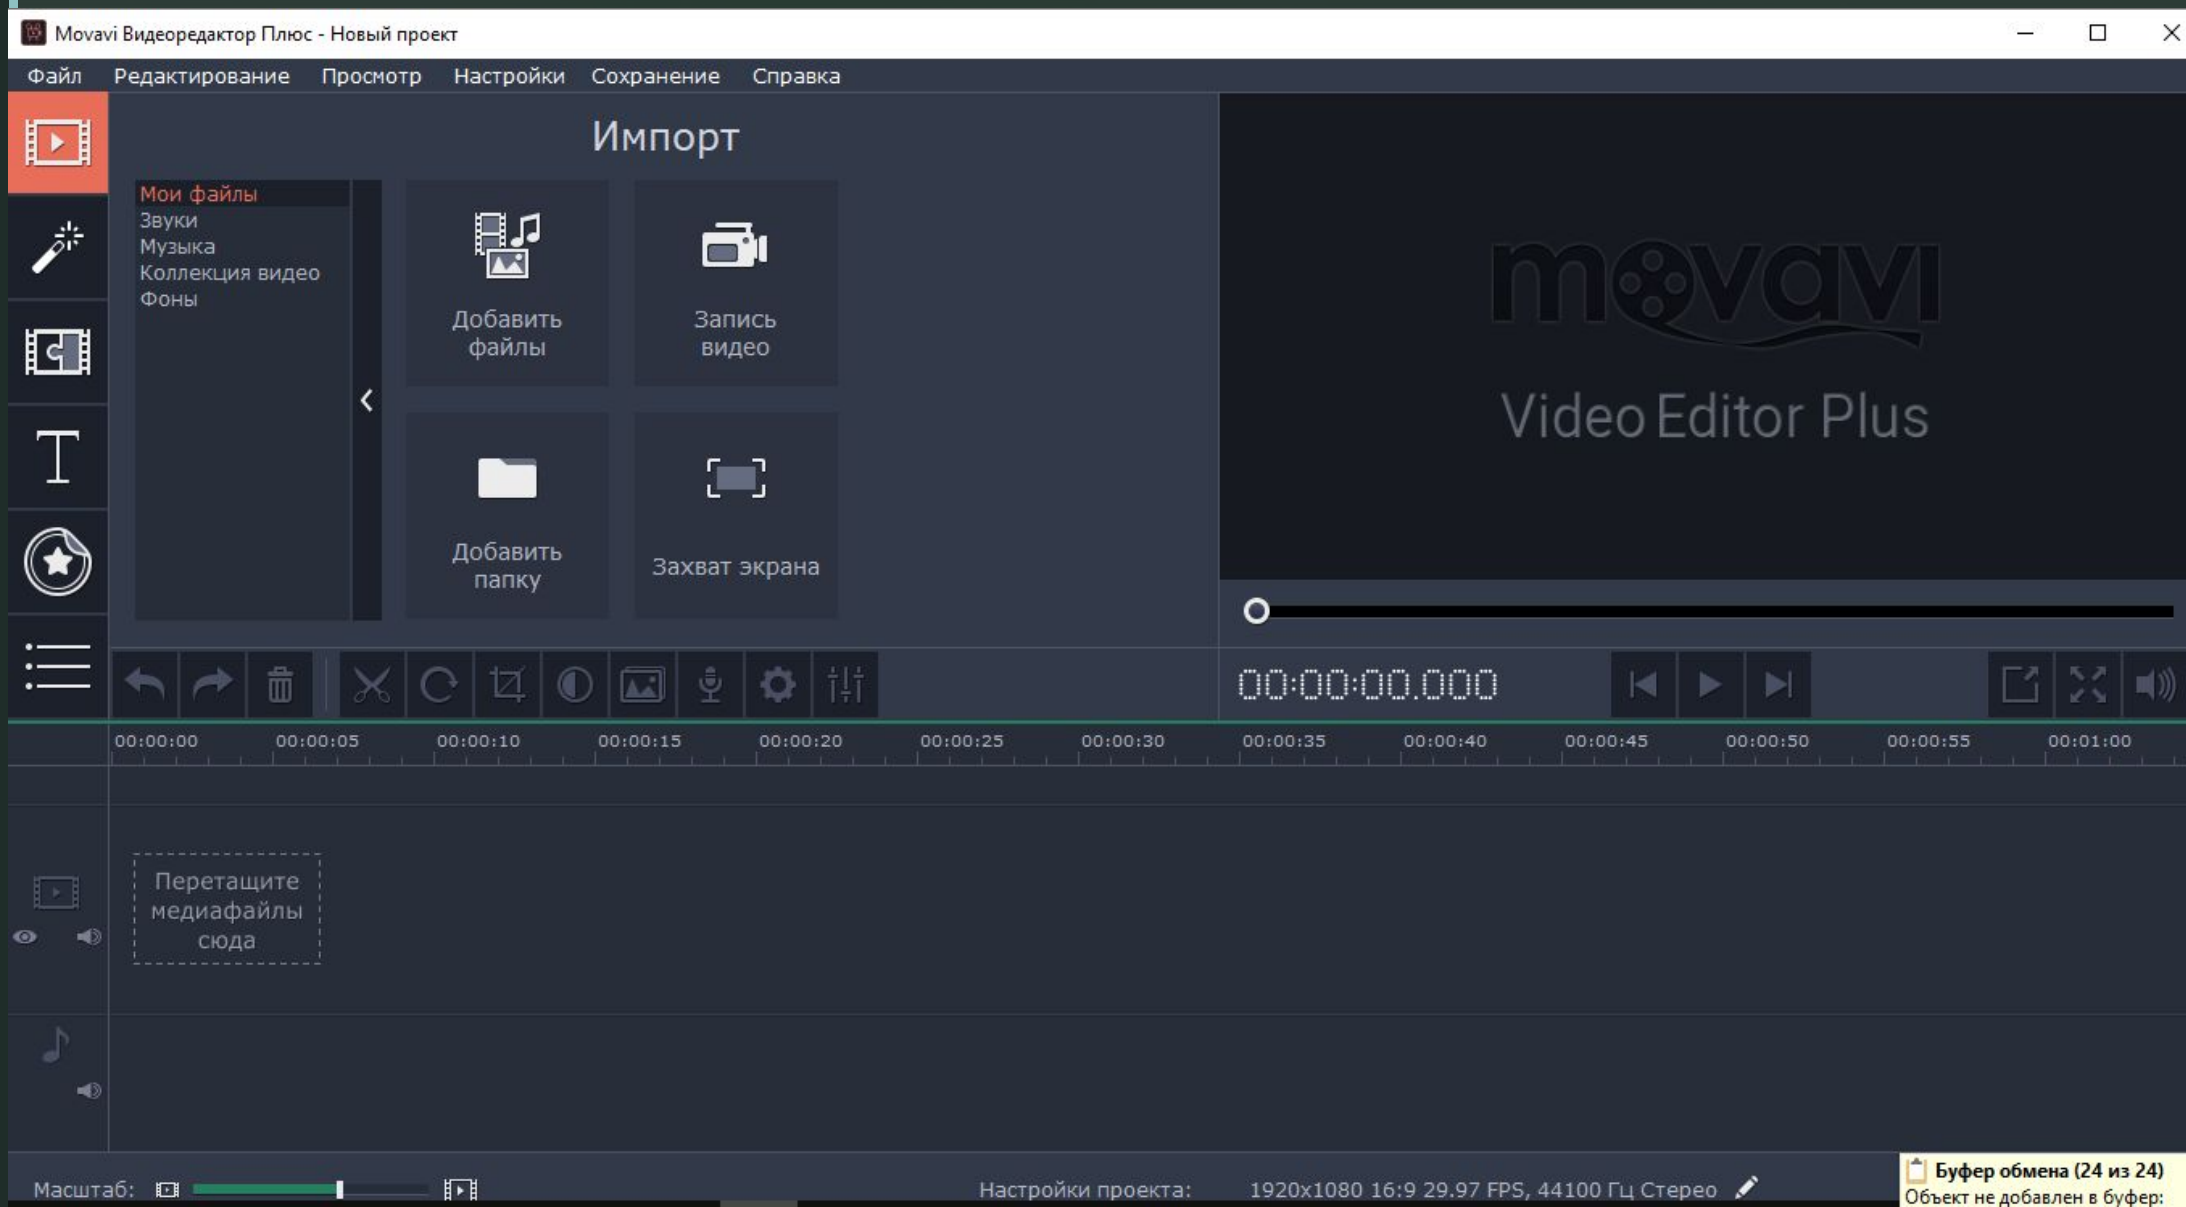 Movavi Видеоредактор Плюс - Новый проект
Файл Редактирование Просмотр Настройки Сохранение Справка
Импорт
Мои файлы
Звуки
Музыка
Коллекция видео
Фоны
Добавить
файлы
Запись
видео
Добавить
папку
Захват экрана
movavi
Video Editor Plus
00:00:00.000
00:00:00 00:00:05 00:00:10 00:00:15 00:00:20 00:00:25 00:00:30 00:00:35 00:00:40 00:00:45 00:00:50 00:00:55 00:01:00
Перетащите
медиафайлы
сюда
Масштаб:
Настройки проекта: 1920x1080 16:9 29.97 FPS, 44100 Гц Стерео
Буфер обмена (24 из 24)
Объект не добавлен в буфер: